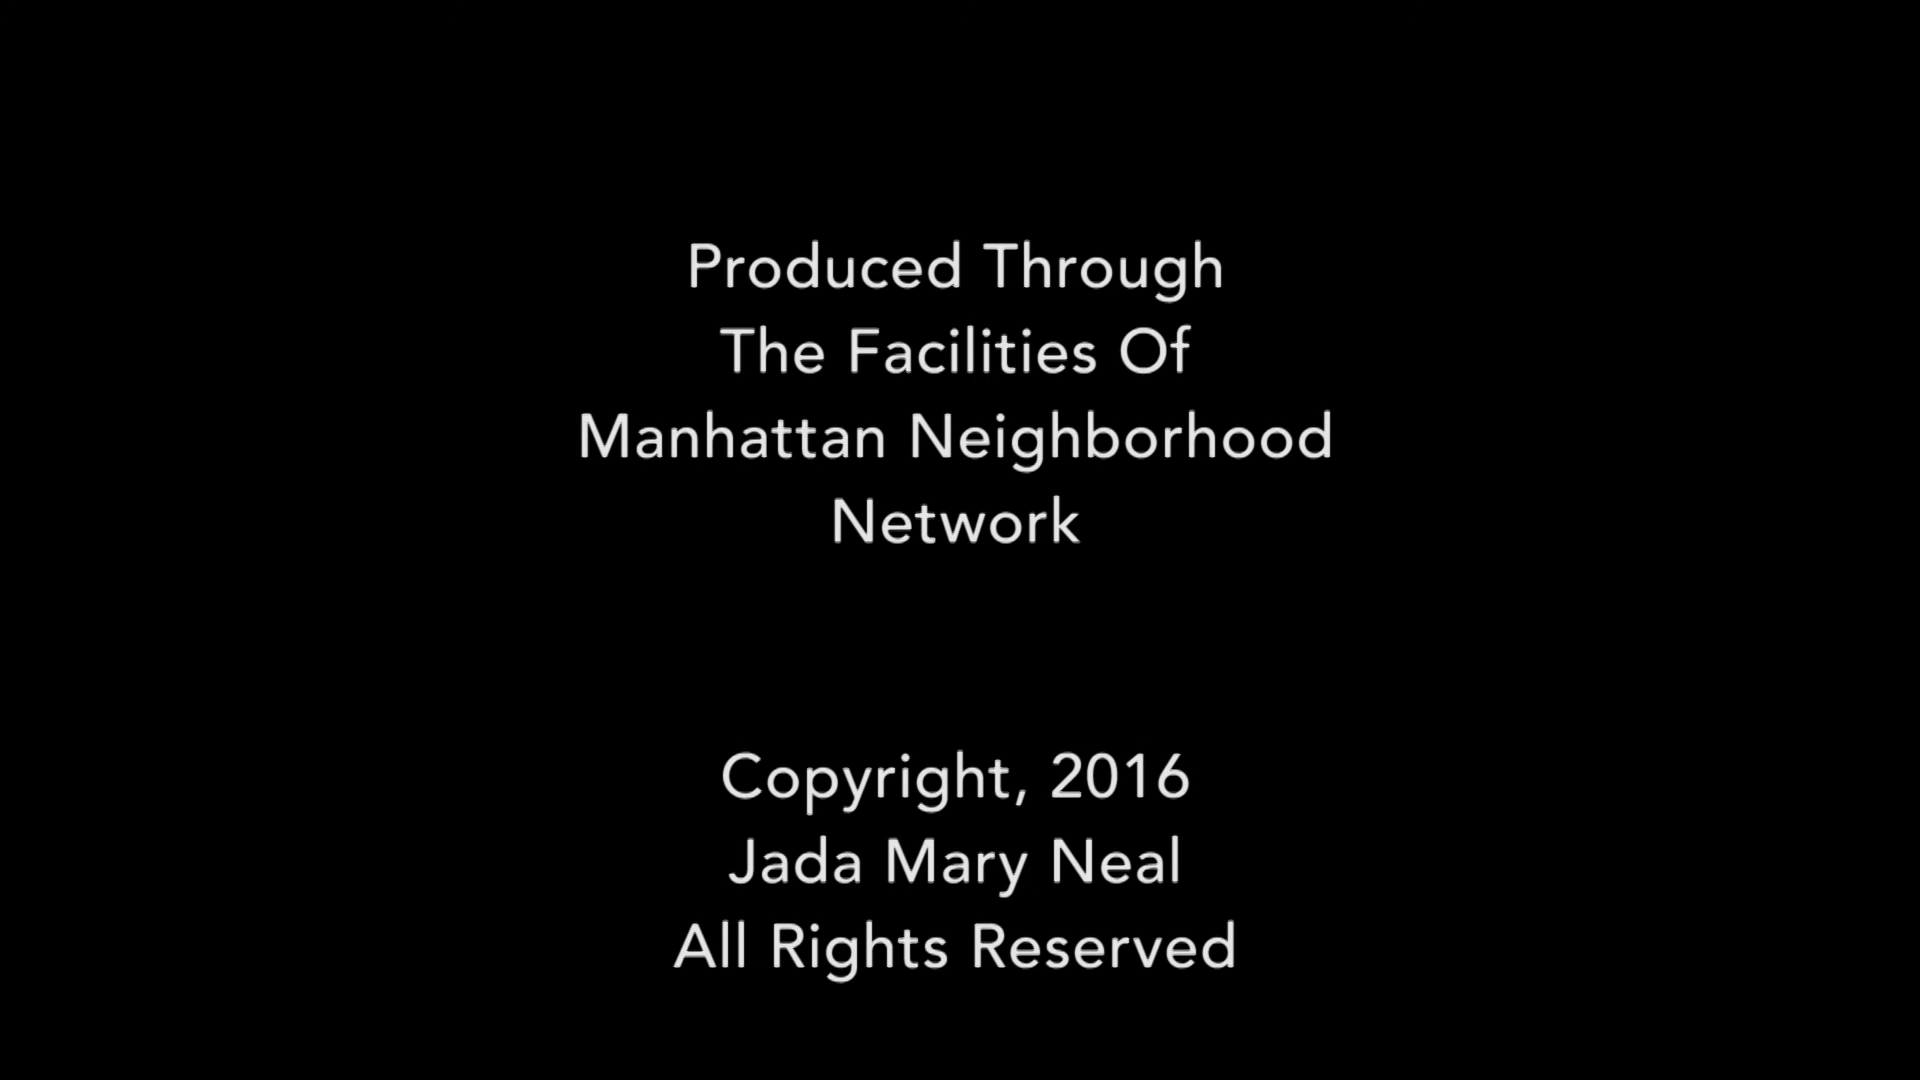 Produced Through
The Facilities Of
Manhattan Neighborhood
Network
Copyright, 2016
Jada Mary Neal
All Rights Reserved